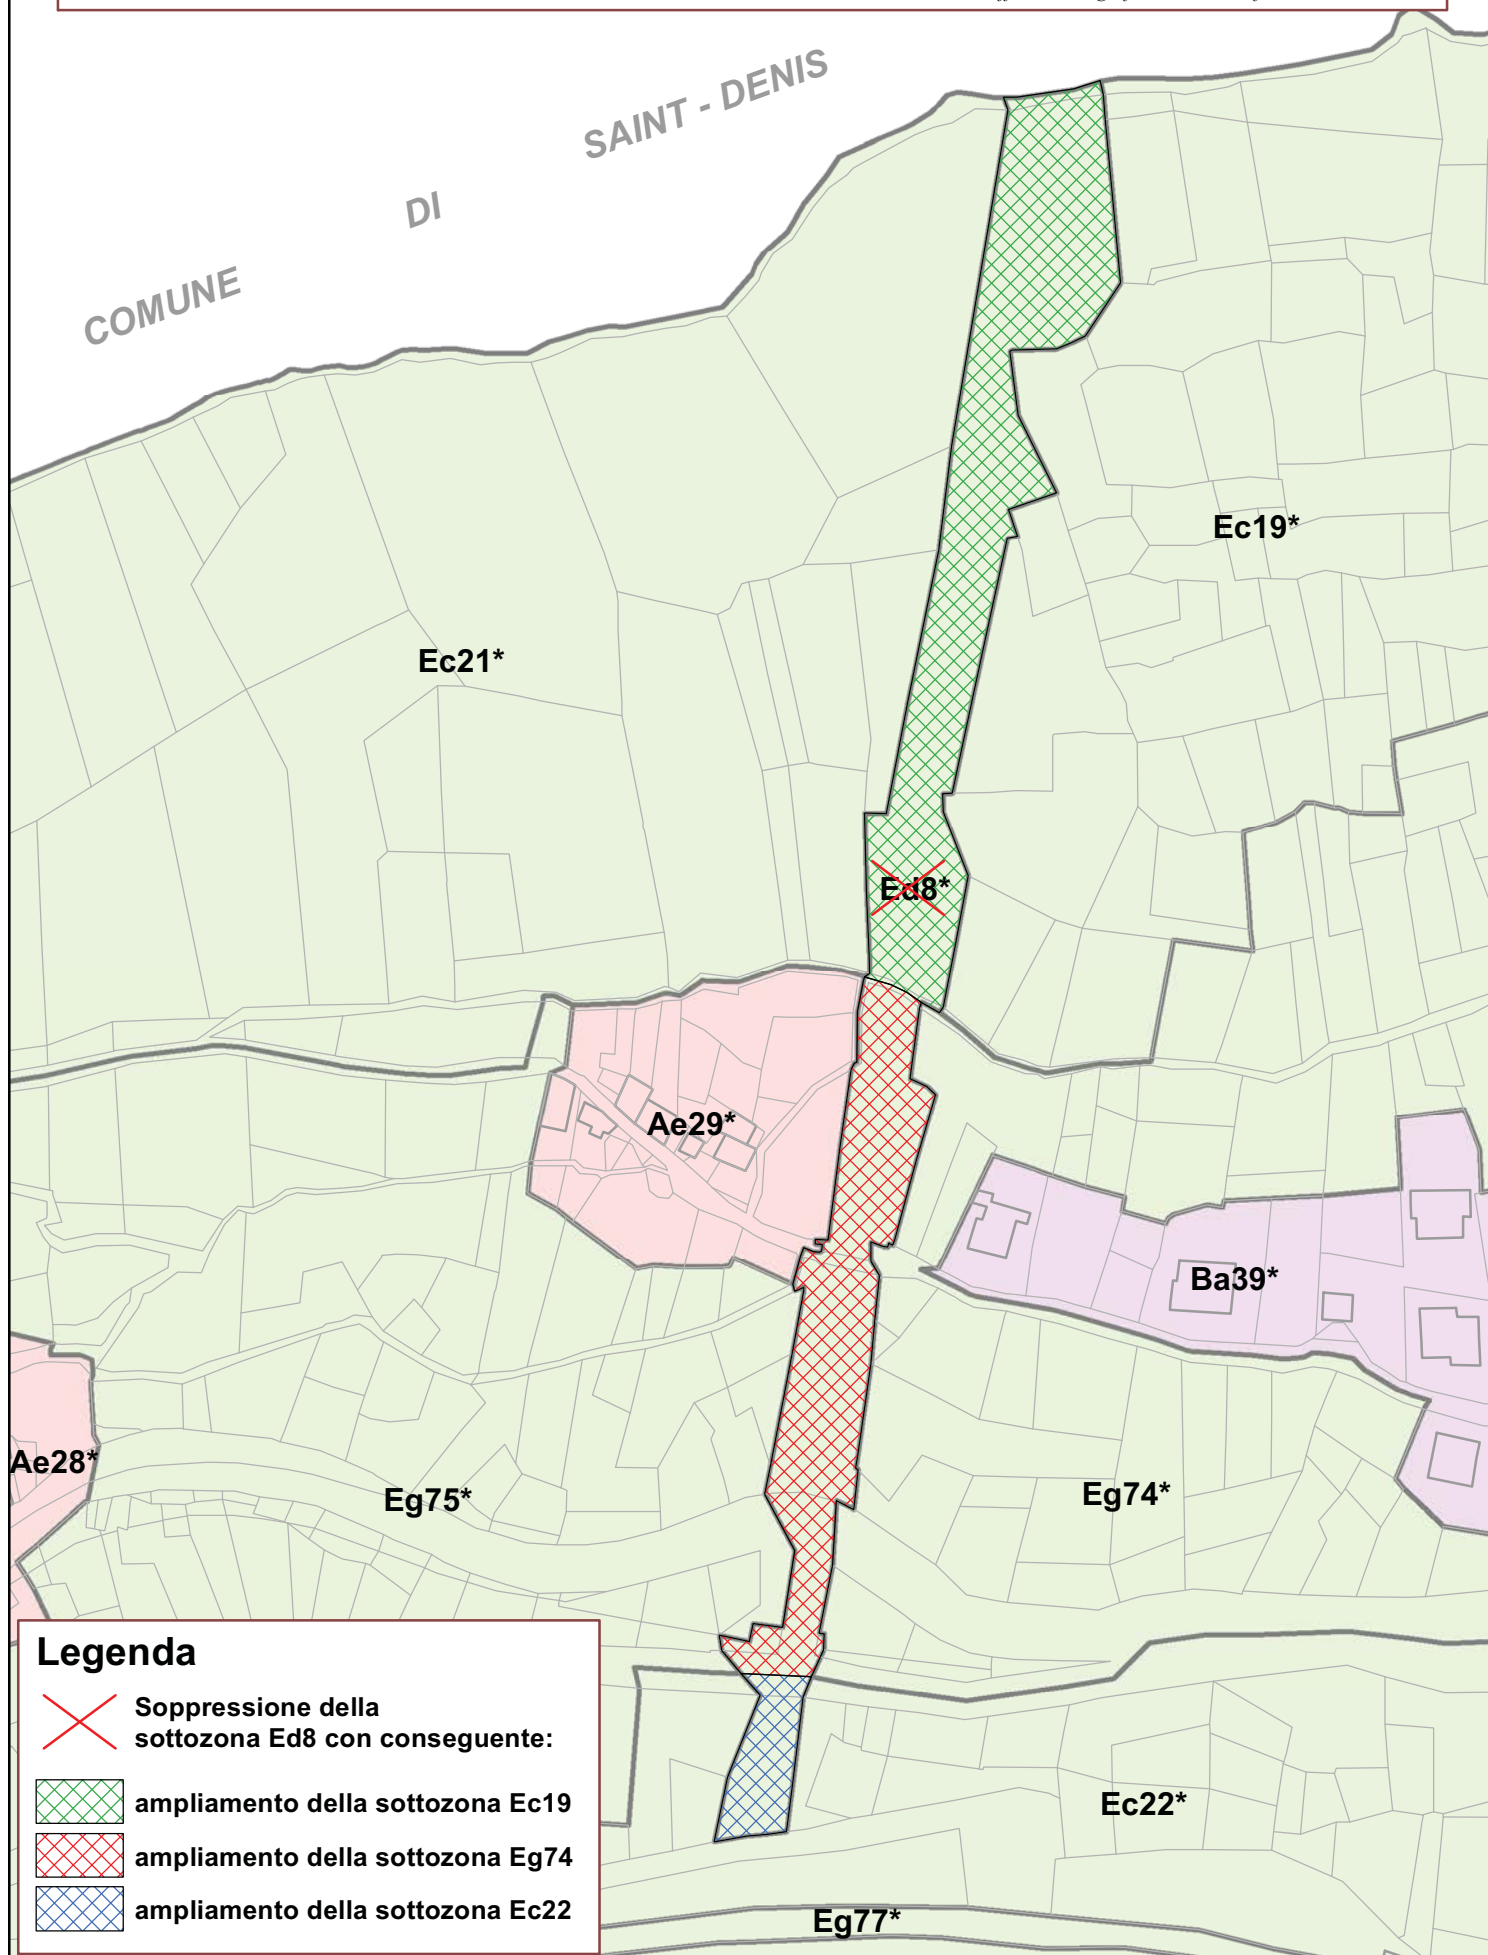 SAINT - DENIS
DI
COMUNE
Ec19*
Ec21*
Ed8*
Ae29*
Ba39*
Ae28*
Eg75*
Eg74*
Legenda
Soppressione della
sottozona Ed8 con conseguente:
ampliamento della sottozona Ec19
ampliamento della sottozona Eg74
ampliamento della sottozona Ec22
Ec22*
Eg77*